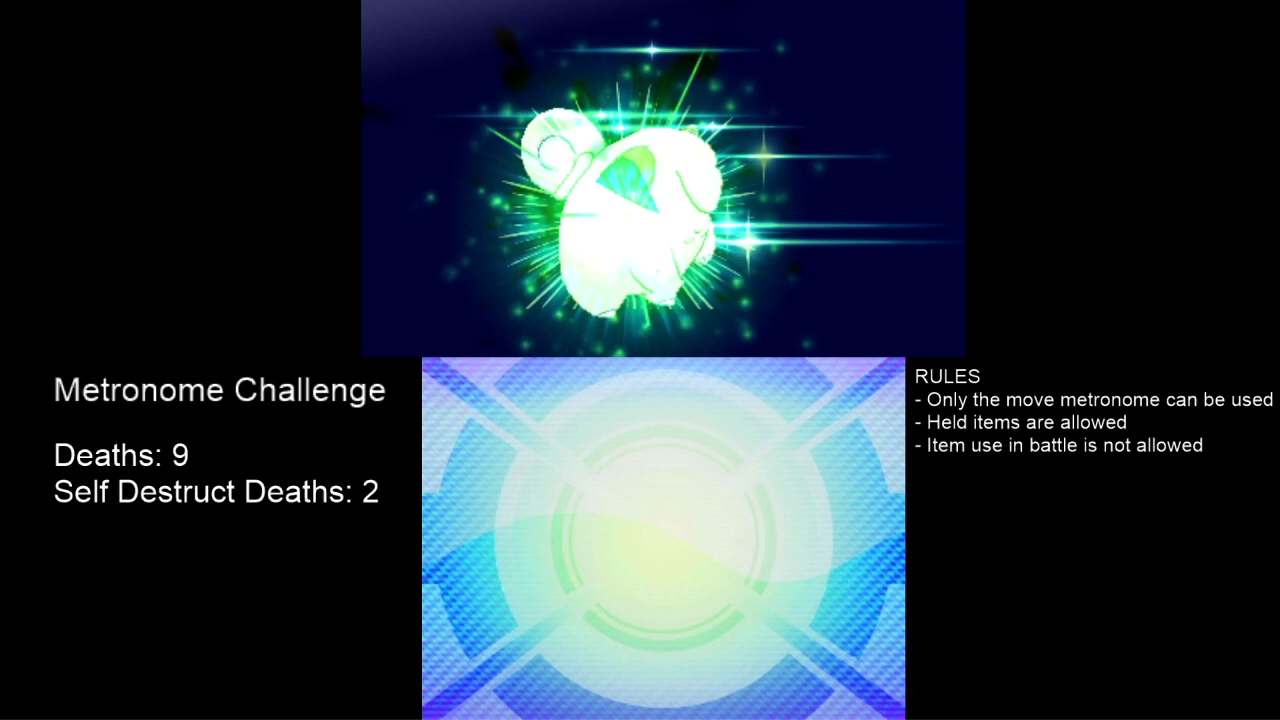 Metronome Challenge
Deaths: 9
Self Destruct Deaths: 2
RULES
- Only the move metronome can be used
- Held items are allowed
- Item use in battle is not allowed